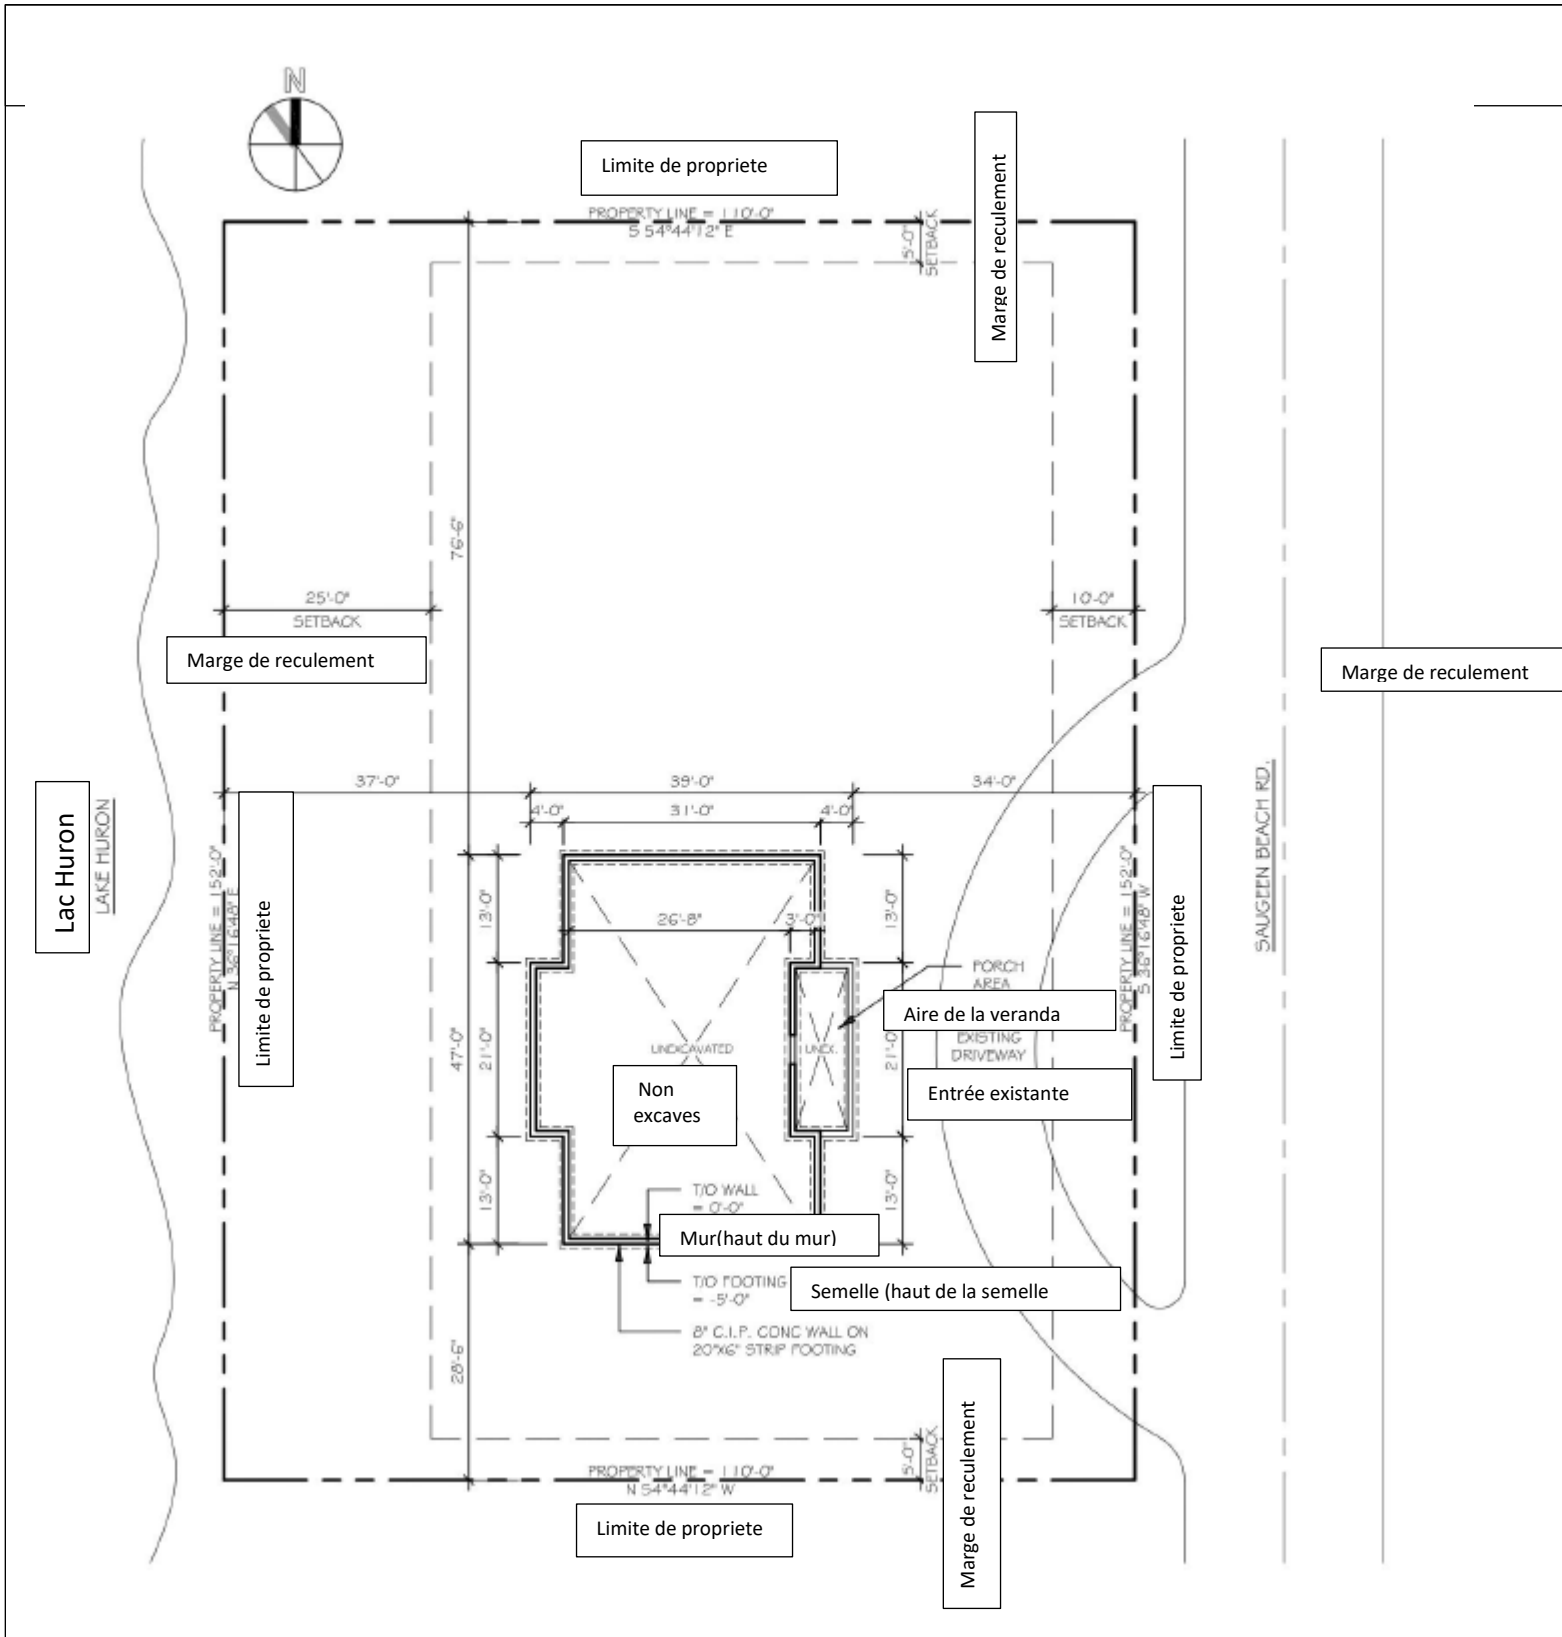 N
Limite de propriete
PROPERTY LINE = 110'-0"
S 54°44'12" E
5'-0"
SETBACK
Marge de reculement
76'-6"
25'-0"
SETBACK
10'-0"
SETBACK
Marge de reculement
Marge de reculement
37'-0"
39'-0"
34'-0"
4'-0"
31'-0"
4'-0"
Lac Huron
LAKE HURON
PROPERTY LINE = 152'-0"
N 36°16'48" E
Limite de propriete
13'-0"
26'-8"
3'-0"
13'-0"
PORCH
AREA
Aire de la veranda
PROPERTY LINE = 152'-0"
S 36°16'48" W
Limite de propriete
SAUGEEN BEACH RD.
47'-0"
21'-0"
UNEXCAVATED
UNEX.
21'-0"
EXISTING
DRIVEWAY
Non
excaves
Entrée existante
13'-0"
T/O WALL
= 0'-0"
13'-0"
Mur(haut du mur)
T/O FOOTING
= -5'-0"
Semelle (haut de la semelle
8" C.I.P. CONC WALL ON
20"X6" STRIP FOOTING
28'-6"
5'-0"
SETBACK
Marge de reculement
PROPERTY LINE = 110'-0"
N 54°44'12" W
Limite de propriete